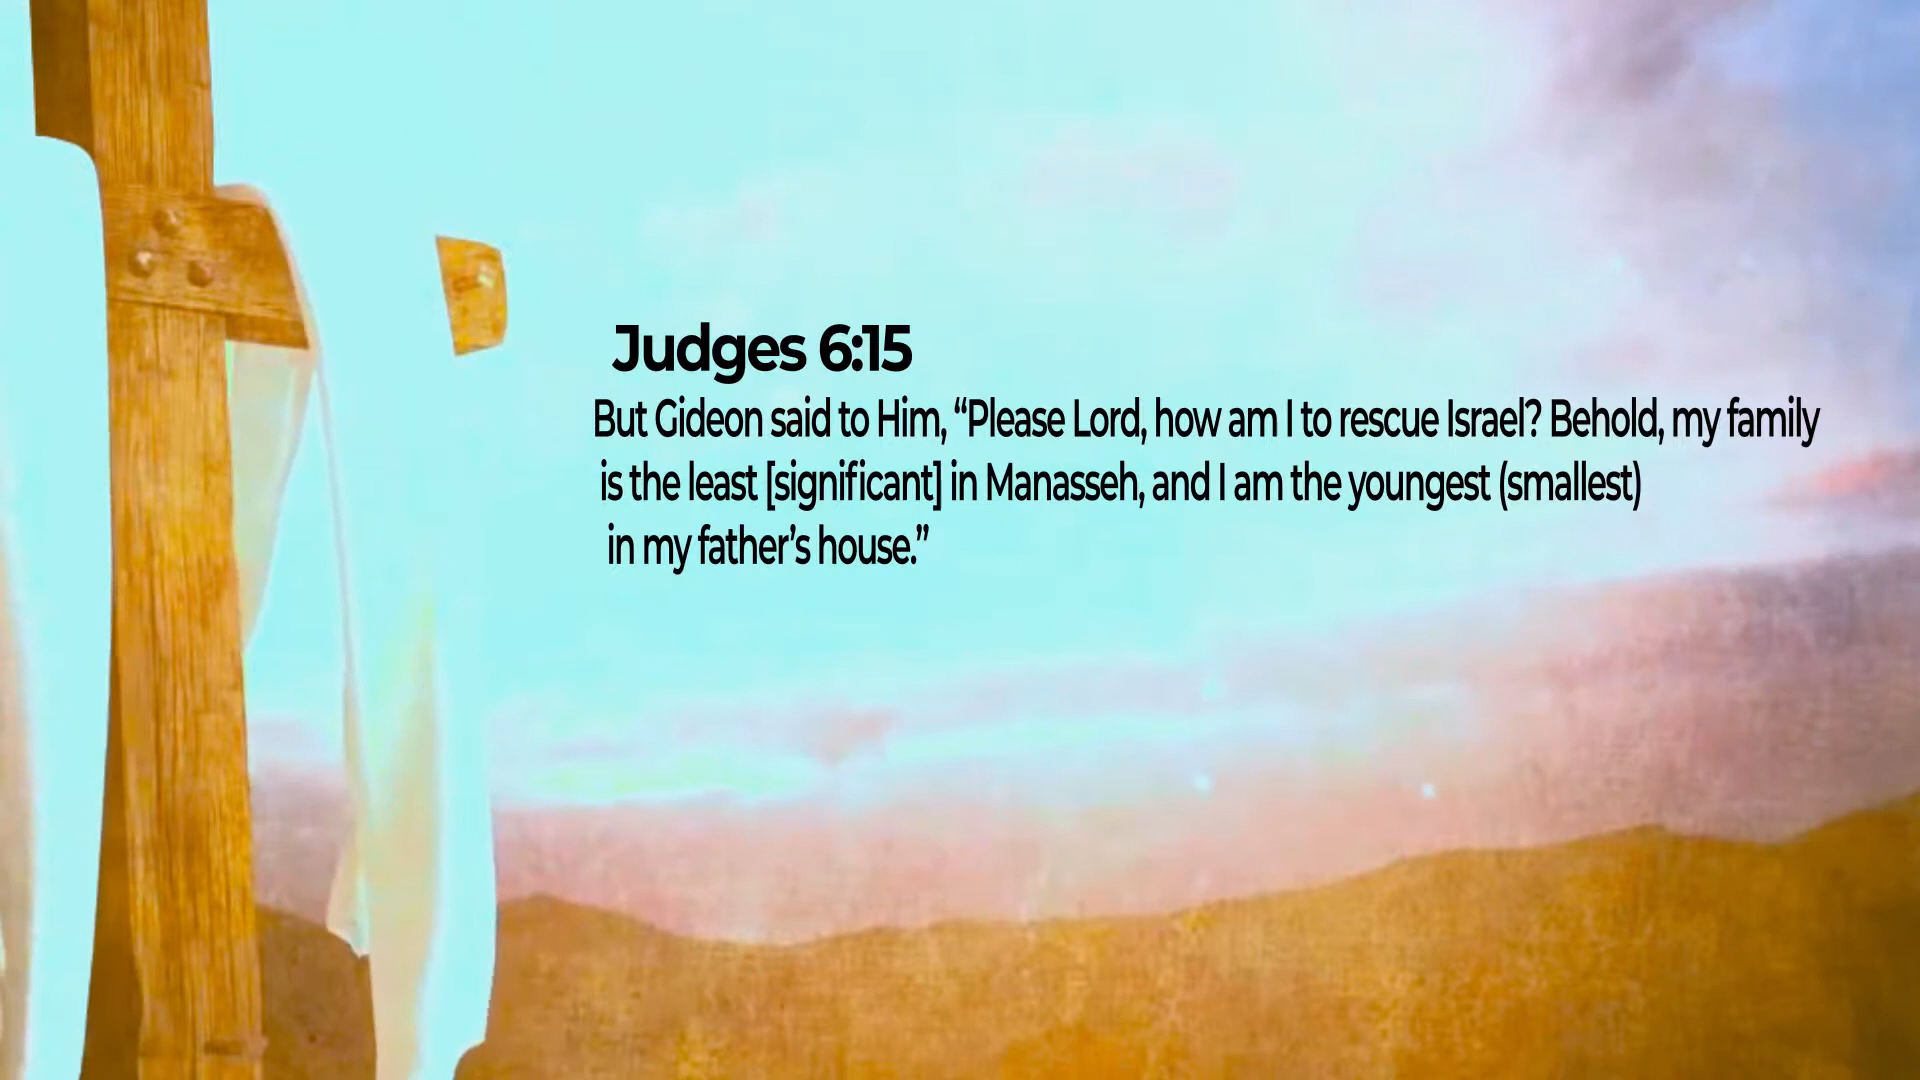 Judges 6:15
But Gideon said to Him, “Please Lord, how am I to rescue Israel? Behold, my family
is the least [significant] in Manasseh, and I am the youngest (smallest)
in my father’s house.”